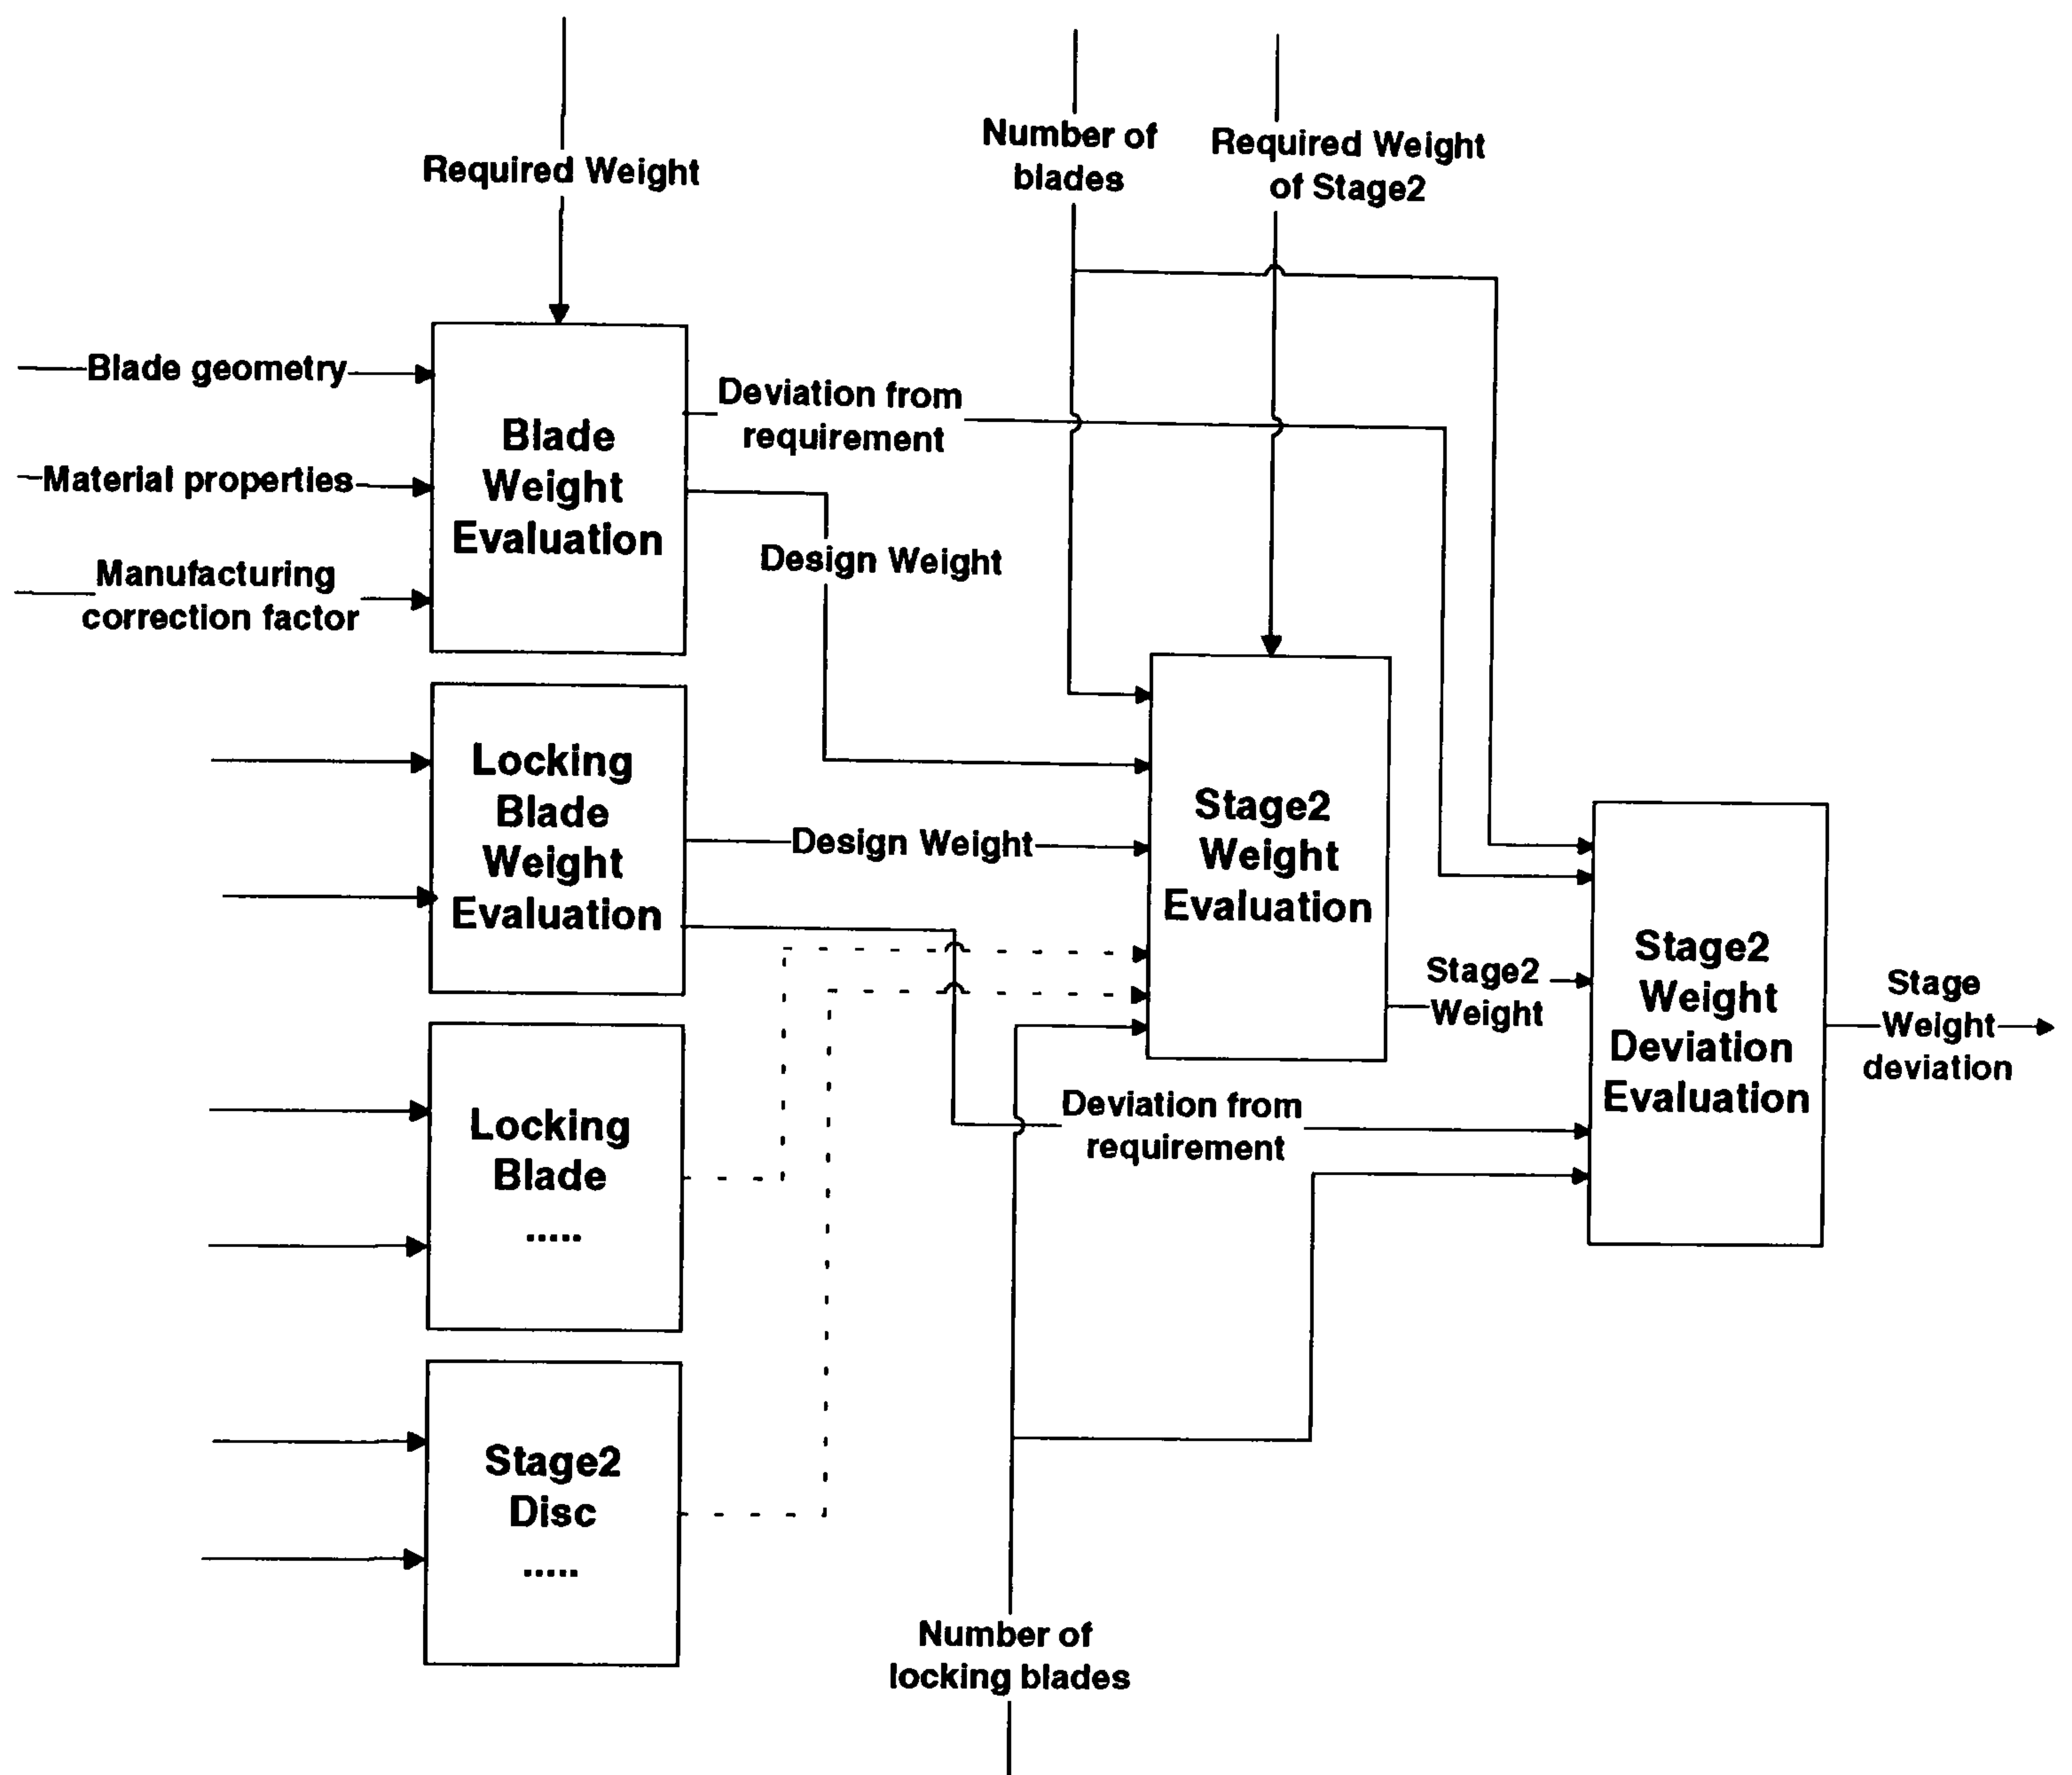 Number of
blades
Required Weight
of Stage2
Required Weight
Blade geometry
Material properties
Manufacturing
correction factor
Blade
Weight
Evaluation
Deviation from
requirement
Design Weight
Locking
Blade
Weight
Evaluation
Design Weight
Stage2
Weight
Evaluation
Stage2
Weight
Stage2
Weight
Deviation
Evaluation
Stage
Weight
deviation
Deviation from
requirement
Locking
Blade
.....
Stage2
Disc
.....
Number of
locking blades